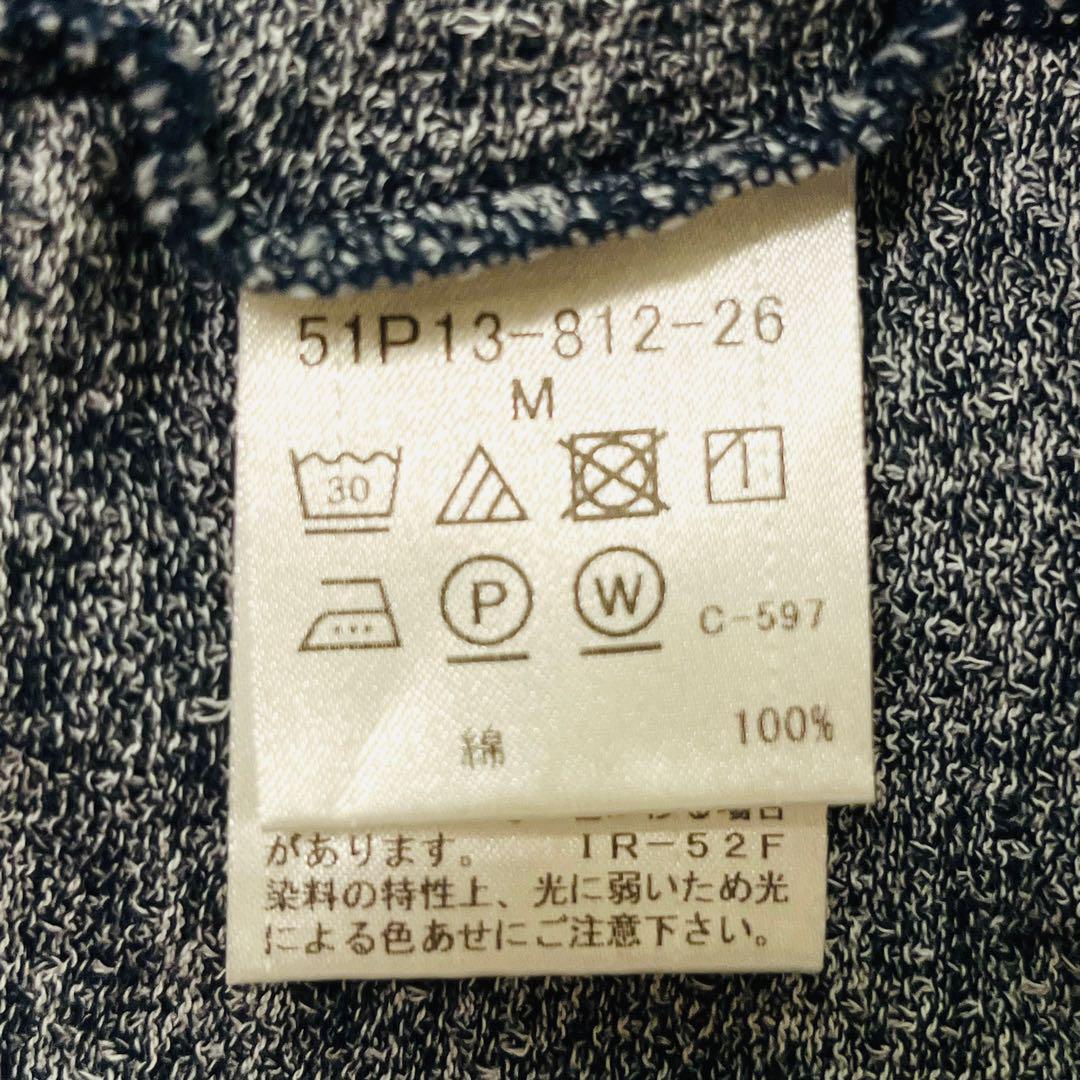 51P13-812-26
M
30
P W C-597
綿 100%
があります。 IR-52F
染料の特性上、光に弱いため光
による色あせにご注意下さい。